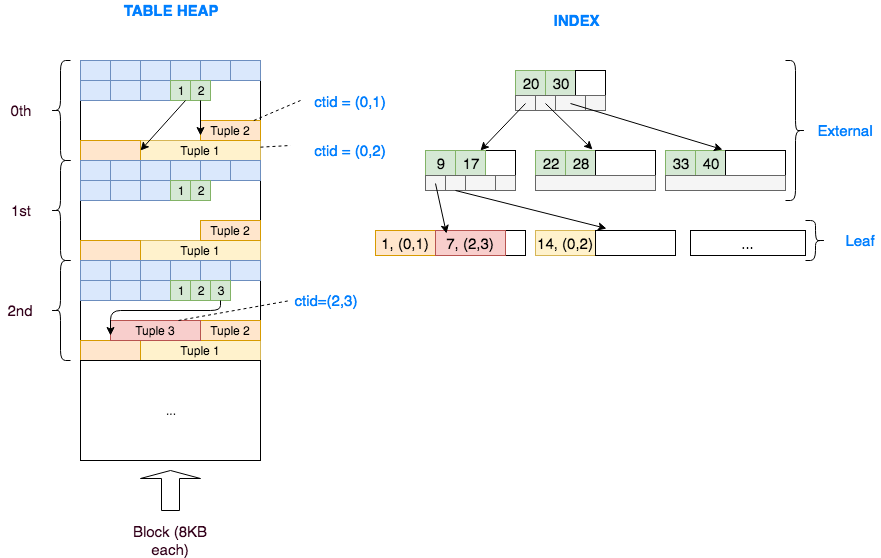 TABLE HEAP
INDEX
0th
1 2
Tuple 2
Tuple 1
ctid = (0,1)
ctid = (0,2)
1st
1 2
Tuple 2
Tuple 1
2nd
1 2 3
Tuple 3 Tuple 2
Tuple 1
ctid=(2,3)
...
Block (8KB
each)
20 30
9 17
22 28
33 40
External
1, (0,1) 7, (2,3)
14, (0,2)
...
Leaf